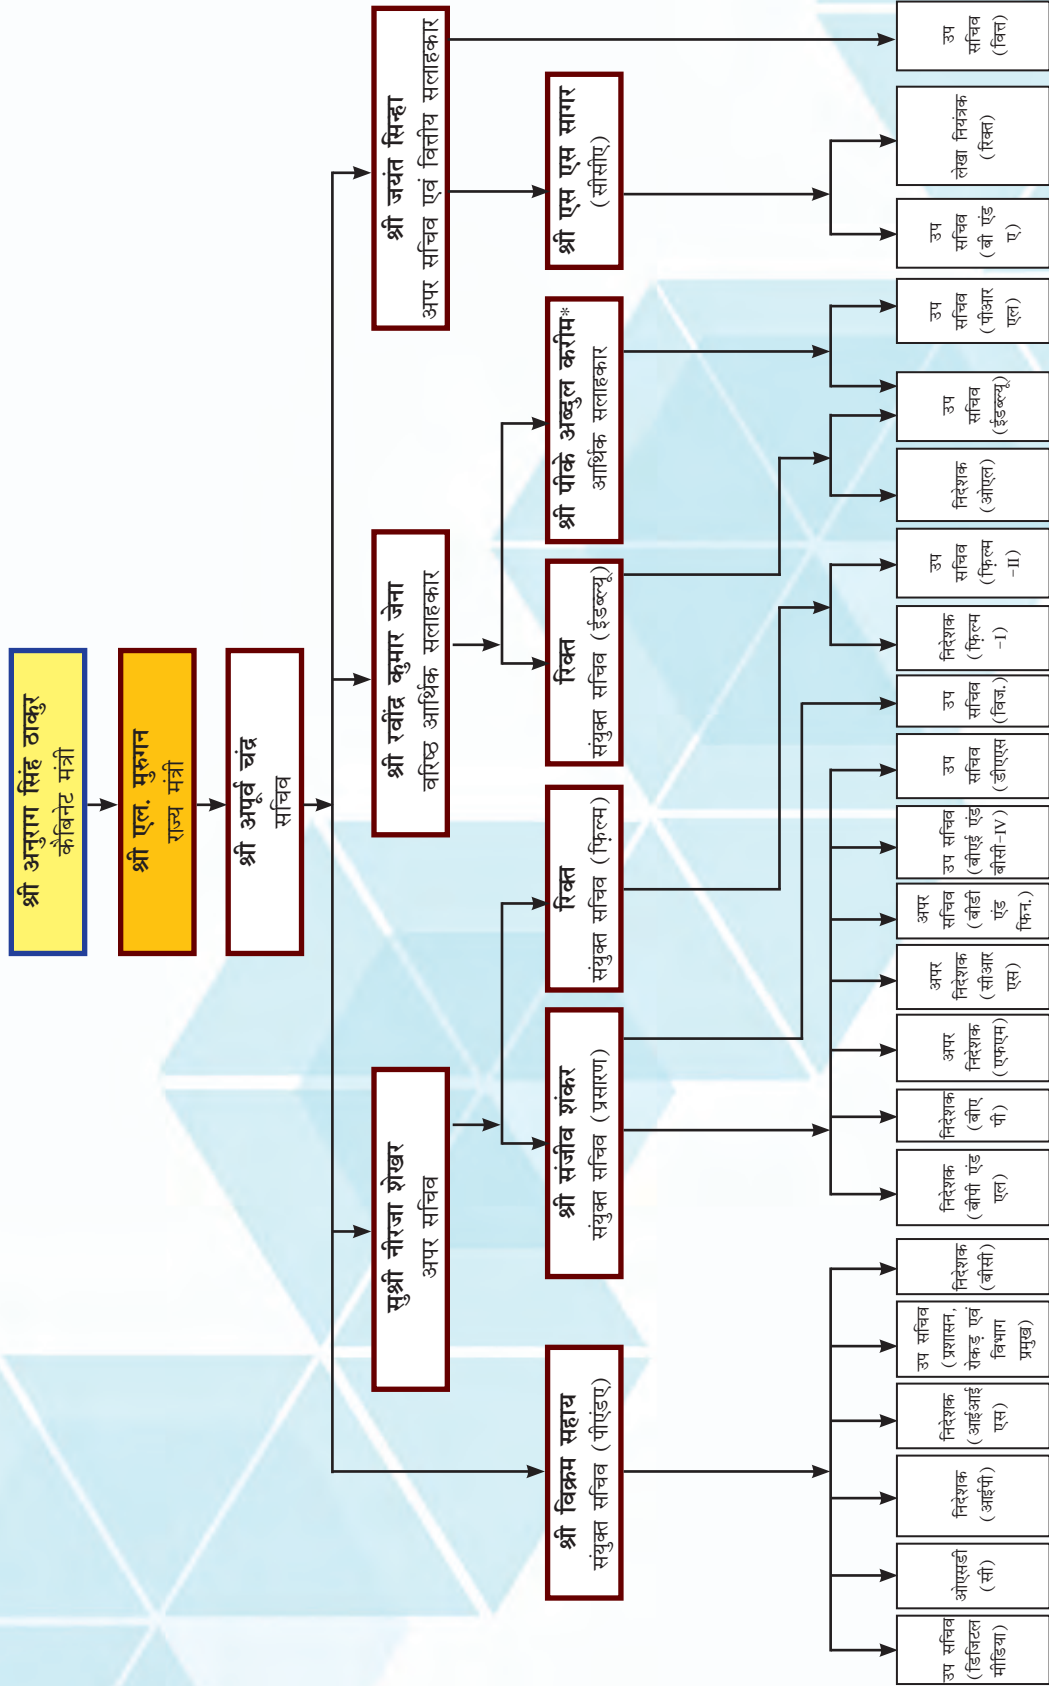 श्री अनुराग सिंह ठाकुर
कैबिनेट मंत्री
श्री एल. मुरुगन
राज्य मंत्री
श्री अपूर्व चंद्र
सचिव
सुश्री नीरजा शेखर
अपर सचिव
श्री रवींद्र कुमार जेना
वरिष्ठ आर्थिक सलाहकार
श्री जयंत सिन्हा
अपर सचिव एवं वित्तीय सलाहकार
श्री विक्रम सहाय
संयुक्त सचिव (पीएंडए)
श्री संजीव शंकर
संयुक्त सचिव (प्रसारण)
रिक्त
संयुक्त सचिव (फ़िल्म)
रिक्त
संयुक्त सचिव (ईडब्ल्यू)
श्री पीके अब्दुल करीम*
आर्थिक सलाहकार
श्री एस एस सागर
(सीसीए)
उप सचिव
(डिजिटल
मीडिया)
ओएसडी
(सी)
निदेशक
(आईपी)
निदेशक
(आईआई
एस)
उप सचिव
(प्रशासन,
रोकड़ एवं
विभाग
प्रमुख)
निदेशक
(बीसी)
निदेशक
(बीपी एंड
एल)
निदेशक
(बीए
पी)
अपर
निदेशक
(एफएम)
अपर
निदेशक
(सीआर
एस)
अपर
सचिव
(बीडी
एंड
फिन.)
उप सचिव
(बीएई एंड
बीसी-IV)
उप
सचिव
(डीएएस
उप
सचिव
(विज.)
निदेशक
(फ़िल्म
-I)
उप
सचिव
(फ़िल्म
-II)
निदेशक
(ओएल)
उप
सचिव
(ईडब्ल्यू)
उप
सचिव
(पीआर
एल)
उप
सचिव
(बी एंड
ए)
लेखा नियंत्रक
(रिक्त)
उप
सचिव
(वित्त)